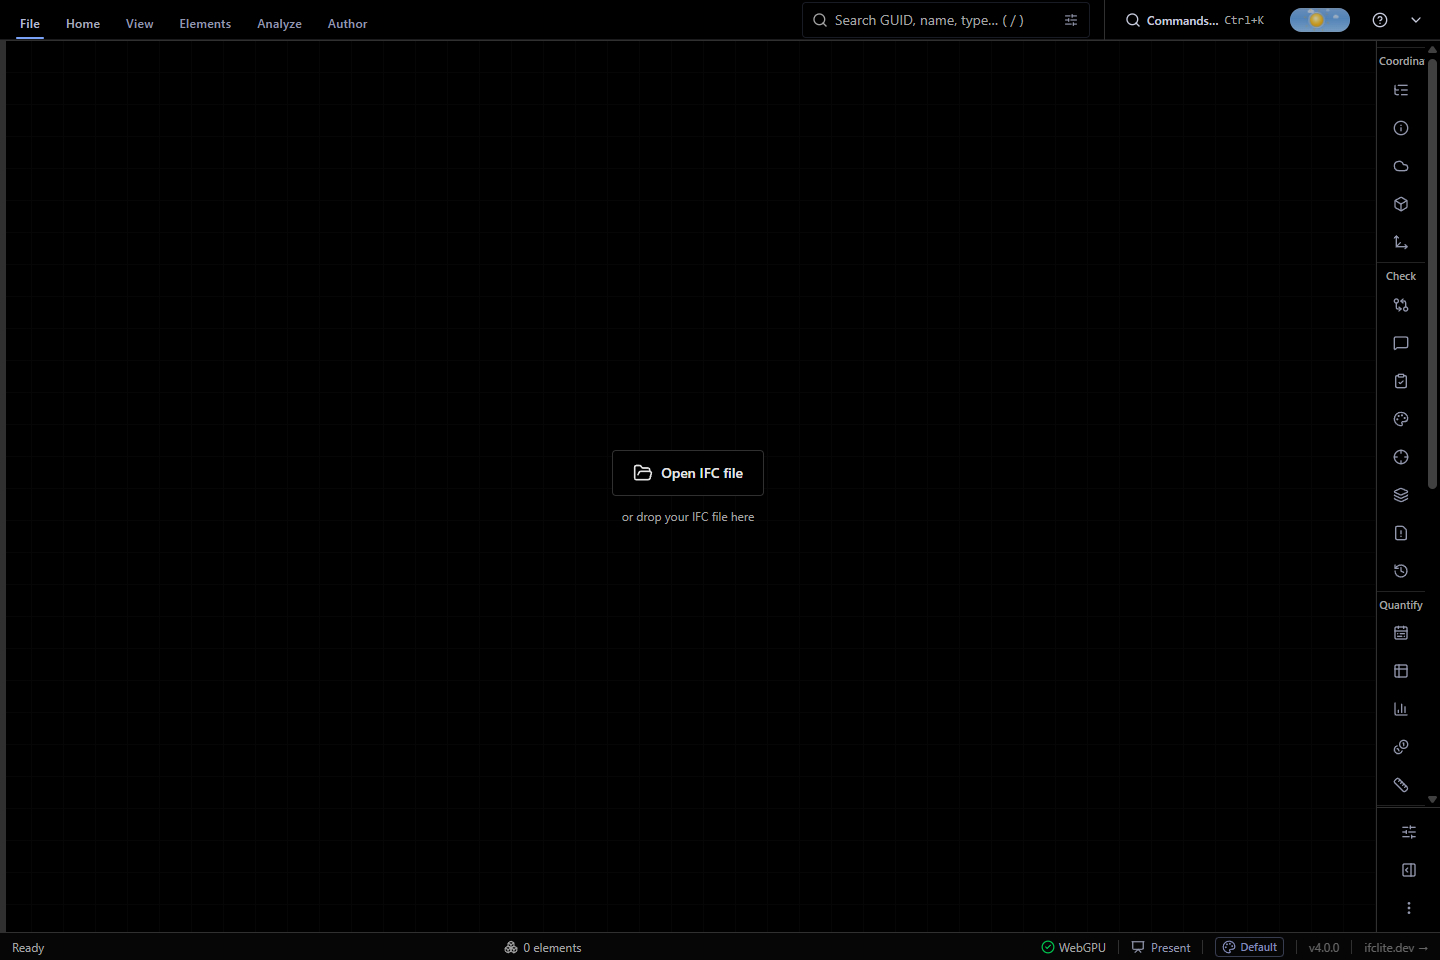 File Home View Elements Analyze Author
Search GUID, name, type... ( / )
Commands... Ctrl+K
Coordina
Check
Quantify
Open IFC file
or drop your IFC file here
Ready
0 elements
WebGPU
Present
Default
v4.0.0
ifclite.dev →